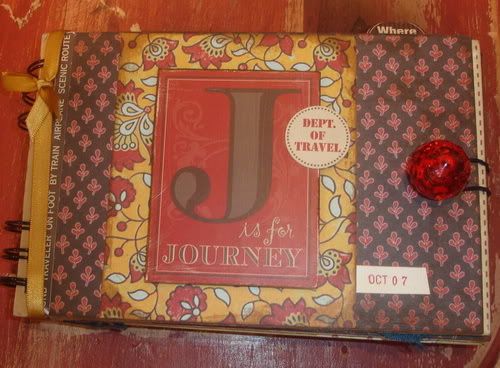 Where
SCENIC ROUTE
AIRPLANE
BY TRAIN
ON FOOT
TRAVELER
J
is for
JOURNEY
DEPT.
OF
TRAVEL
OCT 07